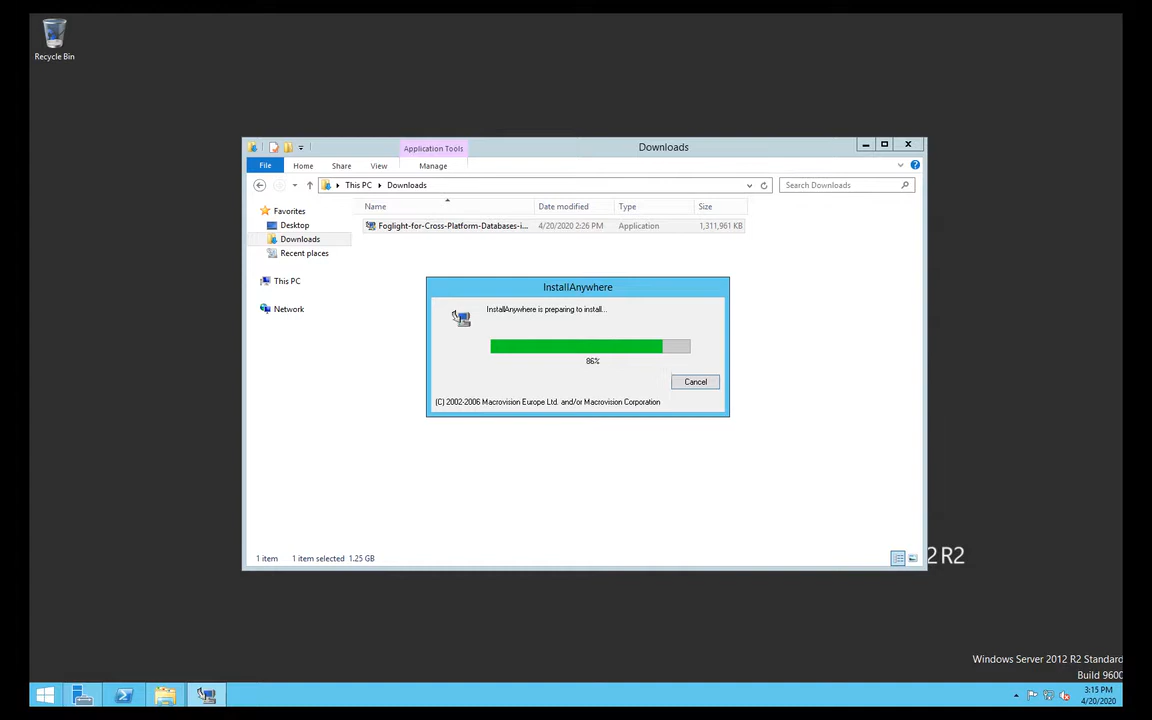 Recycle Bin
Application Tools
Downloads
File
Home
Share
View
Manage
This PC
Downloads
Search Downloads
Name
Date modified
Type
Size
Favorites
Desktop
Downloads
Recent places
This PC
Network
Foglight-for-Cross-Platform-Databases-i...
4/20/2020 2:26 PM
Application
1,311,961 KB
InstallAnywhere
InstallAnywhere is preparing to install...
86%
Cancel
(C) 2002-2006 Macrovision Europe Ltd. and/or Macrovision Corporation
1 item
1 item selected 1.25 GB
2 R2
Windows Server 2012 R2 Standard
Build 9600
3:15 PM
4/20/2020